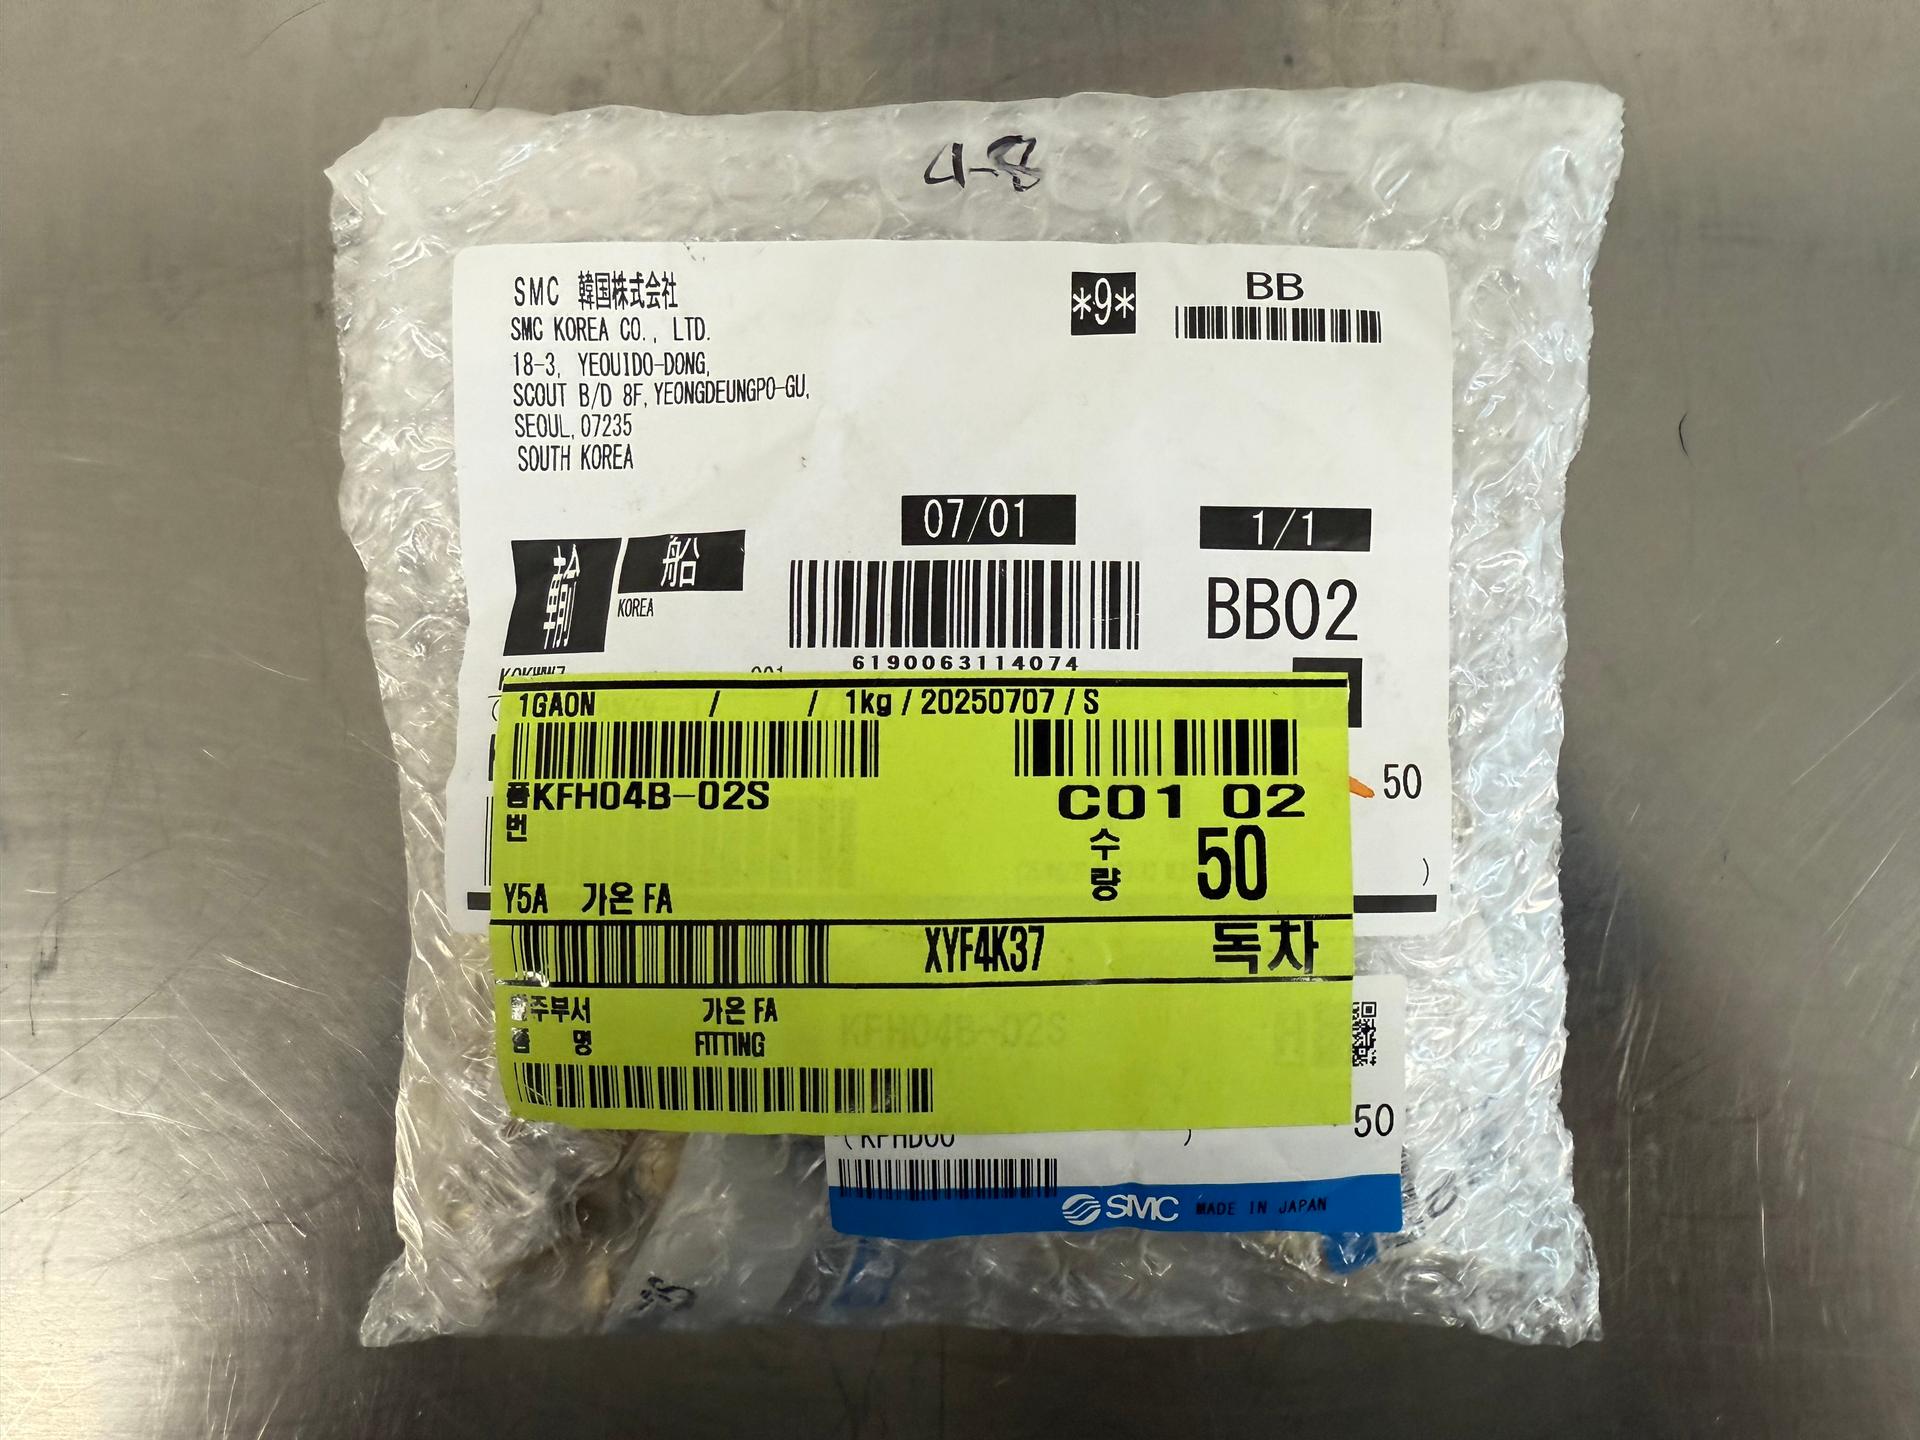 4-8
SMC 韓国株式会社
SMC KOREA CO., LTD.
18-3, YEOUIDO-DONG,
SCOUT B/D 8F, YEONGDEUNGPO-GU,
SEOUL, 07235
SOUTH KOREA
*9*
BB
07/01
1/1
船
KOREA
BB02
6190063114074
50
)
1GAON / / 1kg / 20250707 / S
품번 KFH04B-02S
C01 02
수량 50
Y5A 가온 FA
XYF4K37
독차
주부서 가온 FA
품 명 FITTING
KFH04B-02S
50
( )
SMC MADE IN JAPAN